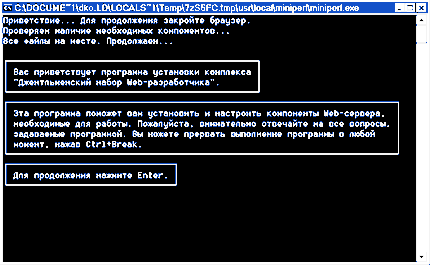 C:\DOCUME~1\dko.LD\LOCALS~1\Temp\7zS5FC.tmp\usr\local\miniperl\miniperl.exe
Приветствие... Для продолжения закройте браузер.
Проверяем наличие необходимых компонентов...
Все файлы на месте. Продолжаем...
Вас приветствует программа установки комплекса
"Джентльменский набор Web-разработчика".
Эта программа поможет вам установить и настроить компоненты Web-сервера,
необходимые для работы. Пожалуйста, внимательно отвечайте на все вопросы,
задаваемые программой. Вы можете прервать выполнение программы в любой
момент, нажав Ctrl+Break.
Для продолжения нажмите Enter.